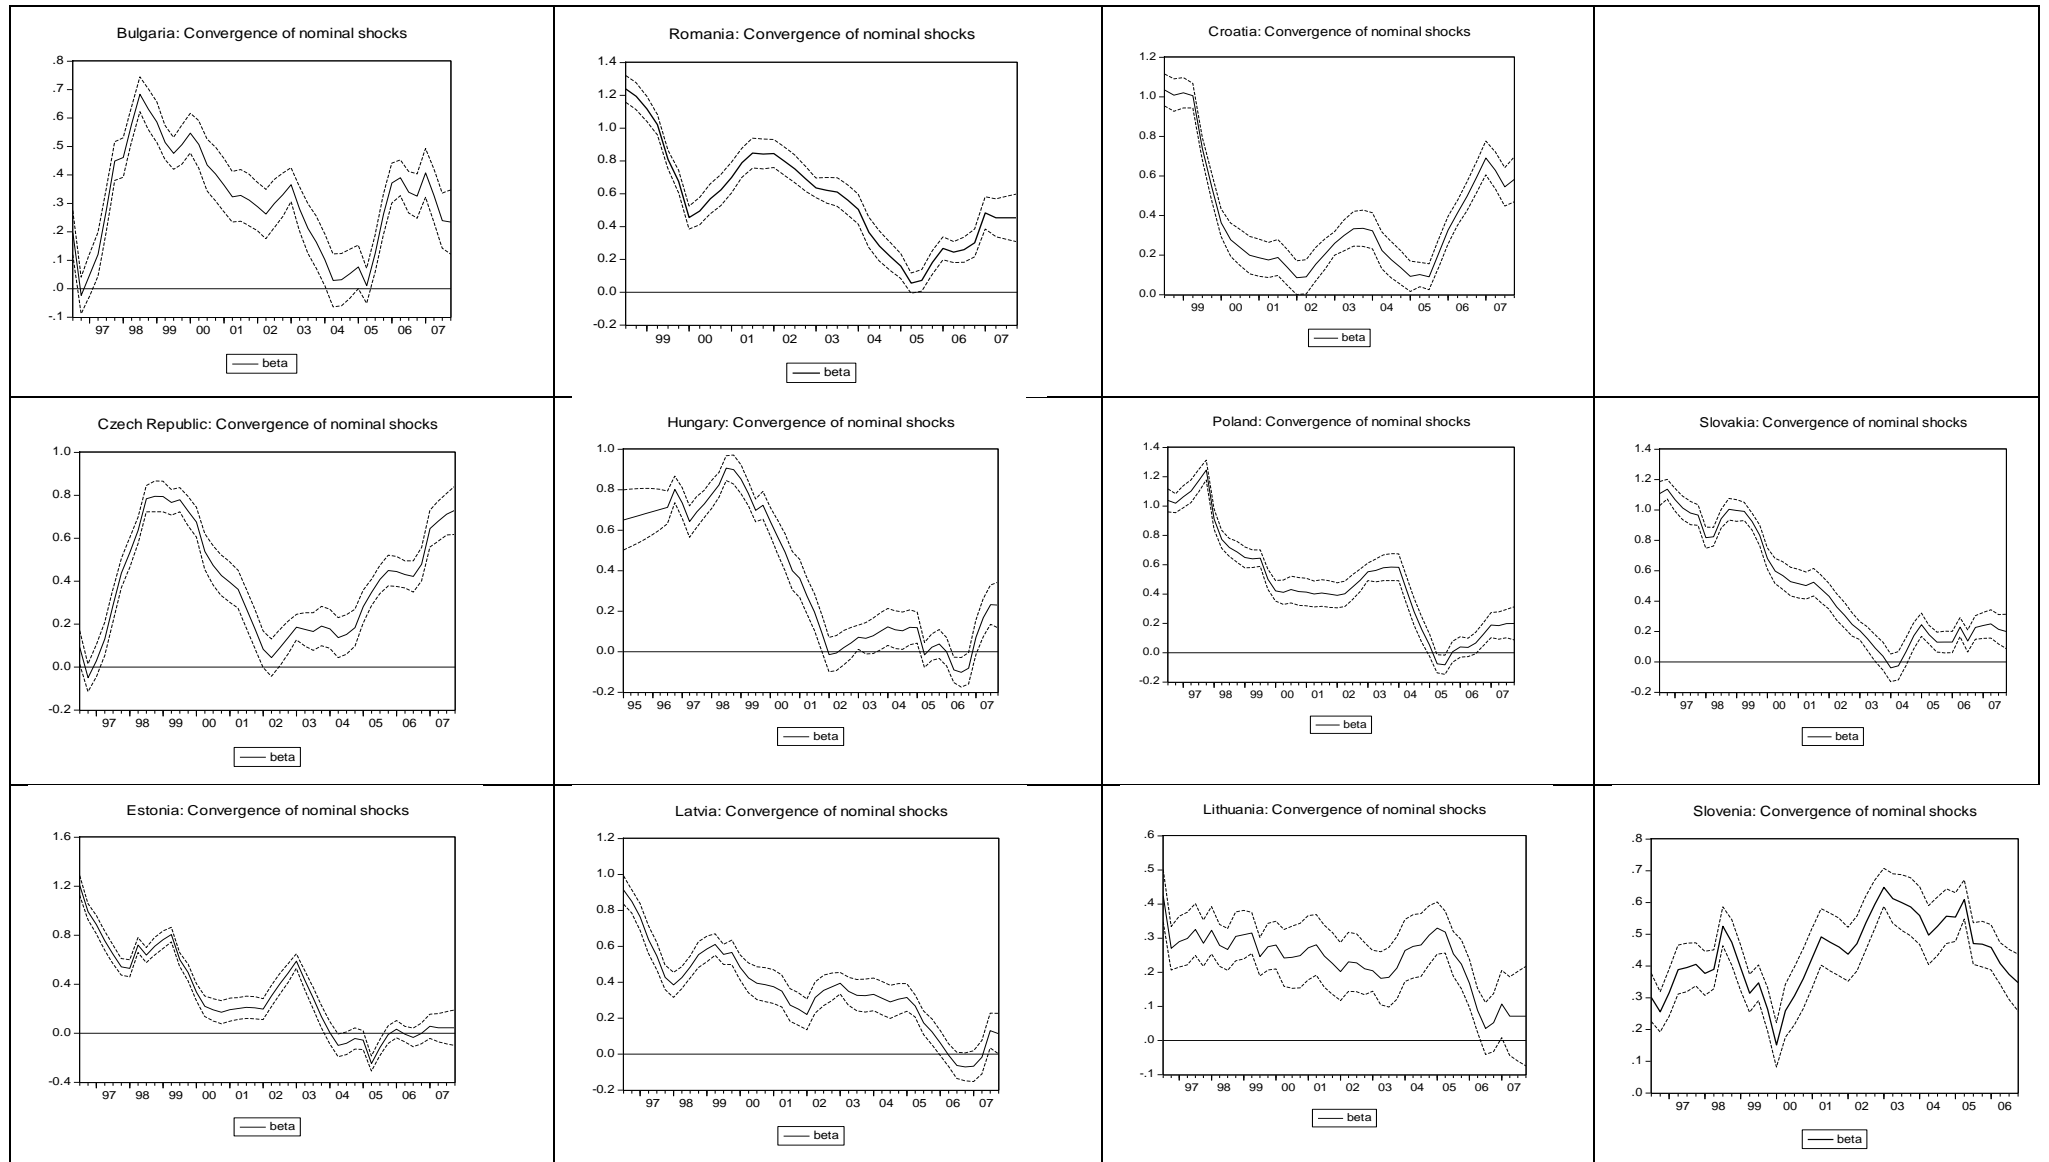 Bulgaria: Convergence of nominal shocks
.8
.7
.6
.5
.4
.3
.2
.1
.0
-.1
97 98 99 00 01 02 03 04 05 06 07
beta
Romania: Convergence of nominal shocks
1.4
1.2
1.0
0.8
0.6
0.4
0.2
0.0
-0.2
99 00 01 02 03 04 05 06 07
beta
Croatia: Convergence of nominal shocks
1.2
1.0
0.8
0.6
0.4
0.2
0.0
99 00 01 02 03 04 05 06 07
beta
Czech Republic: Convergence of nominal shocks
1.0
0.8
0.6
0.4
0.2
0.0
-0.2
97 98 99 00 01 02 03 04 05 06 07
beta
Hungary: Convergence of nominal shocks
1.0
0.8
0.6
0.4
0.2
0.0
-0.2
95 96 97 98 99 00 01 02 03 04 05 06 07
beta
Poland: Convergence of nominal shocks
1.4
1.2
1.0
0.8
0.6
0.4
0.2
0.0
-0.2
97 98 99 00 01 02 03 04 05 06 07
beta
Slovakia: Convergence of nominal shocks
1.4
1.2
1.0
0.8
0.6
0.4
0.2
0.0
-0.2
97 98 99 00 01 02 03 04 05 06 07
beta
Estonia: Convergence of nominal shocks
1.6
1.2
0.8
0.4
0.0
-0.4
97 98 99 00 01 02 03 04 05 06 07
beta
Latvia: Convergence of nominal shocks
1.2
1.0
0.8
0.6
0.4
0.2
0.0
-0.2
97 98 99 00 01 02 03 04 05 06 07
beta
Lithuania: Convergence of nominal shocks
.6
.5
.4
.3
.2
.1
.0
-.1
97 98 99 00 01 02 03 04 05 06 07
beta
Slovenia: Convergence of nominal shocks
.8
.7
.6
.5
.4
.3
.2
.1
.0
97 98 99 00 01 02 03 04 05 06
beta